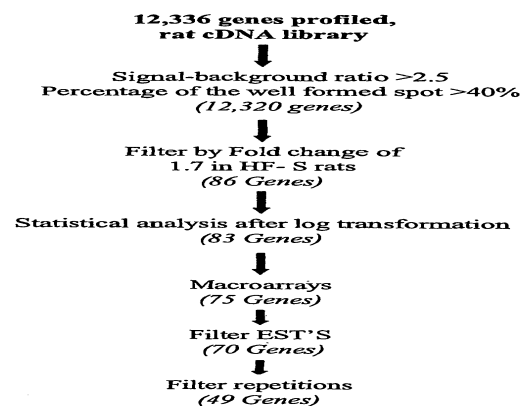 12,336 genes profiled,
rat cDNA library
Signal-background ratio >2.5
Percentage of the well formed spot >40%
(12,320 genes)
Filter by Fold change of
1.7 in HF- S rats
(86 Genes)
Statistical analysis after log transformation
(83 Genes)
Macroarrays
(75 Genes)
Filter EST'S
(70 Genes)
Filter repetitions
(49 Genes)